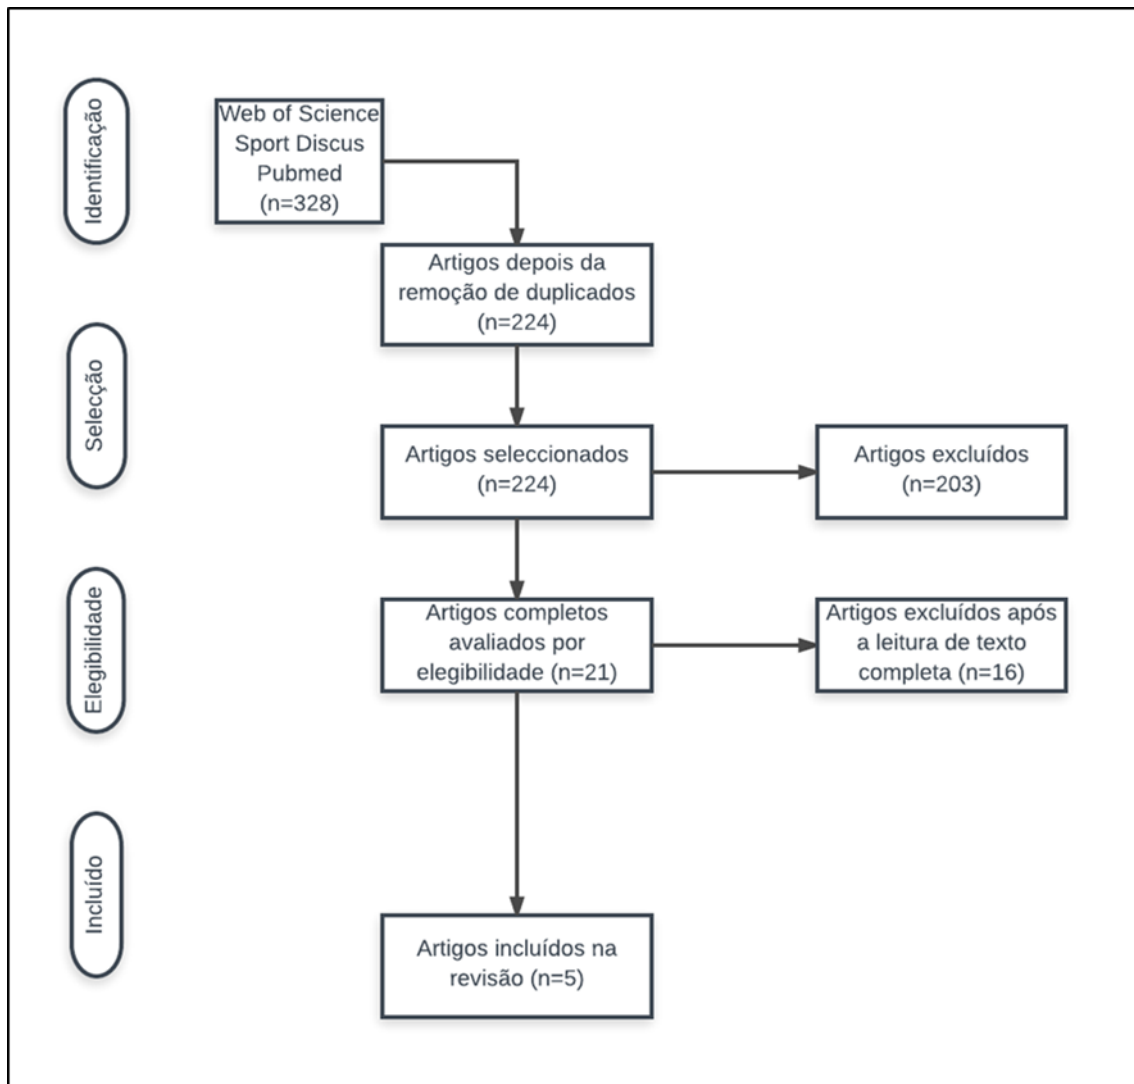 Identificação
Web of Science
Sport Discus
Pubmed
(n=328)
Artigos depois da
remoção de duplicados
(n=224)
Selecção
Artigos seleccionados
(n=224)
Artigos excluídos
(n=203)
Elegibilidade
Artigos completos
avaliados por
elegibilidade (n=21)
Artigos excluídos após
a leitura de texto
completa (n=16)
Incluído
Artigos incluídos na
revisão (n=5)